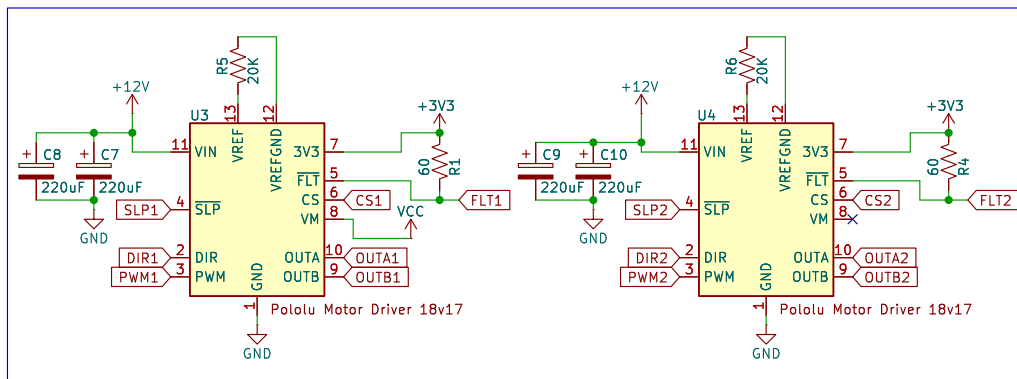 R5
20K
13
12
+12V
U3
VREF
VREFGND
11
VIN
C8
220uF
C7
220uF
GND
SLP1
4
SLP
DIR1
2
DIR
PWM1
3
PWM
3V3
7
FLT
5
CS
6
CS1
VM
8
VCC
OUTA
10
OUTA1
OUTB
9
OUTB1
+3V3
60
R1
FLT1
GND
1
Pololu Motor Driver 18v17
GND
R6
20K
13
12
+12V
U4
VREF
VREFGND
11
VIN
C9
220uF
C10
220uF
GND
SLP2
4
SLP
DIR2
2
DIR
PWM2
3
PWM
3V3
7
FLT
5
CS
6
CS2
VM
8
OUTA
10
OUTA2
OUTB
9
OUTB2
+3V3
60
R4
FLT2
GND
1
Pololu Motor Driver 18v17
GND